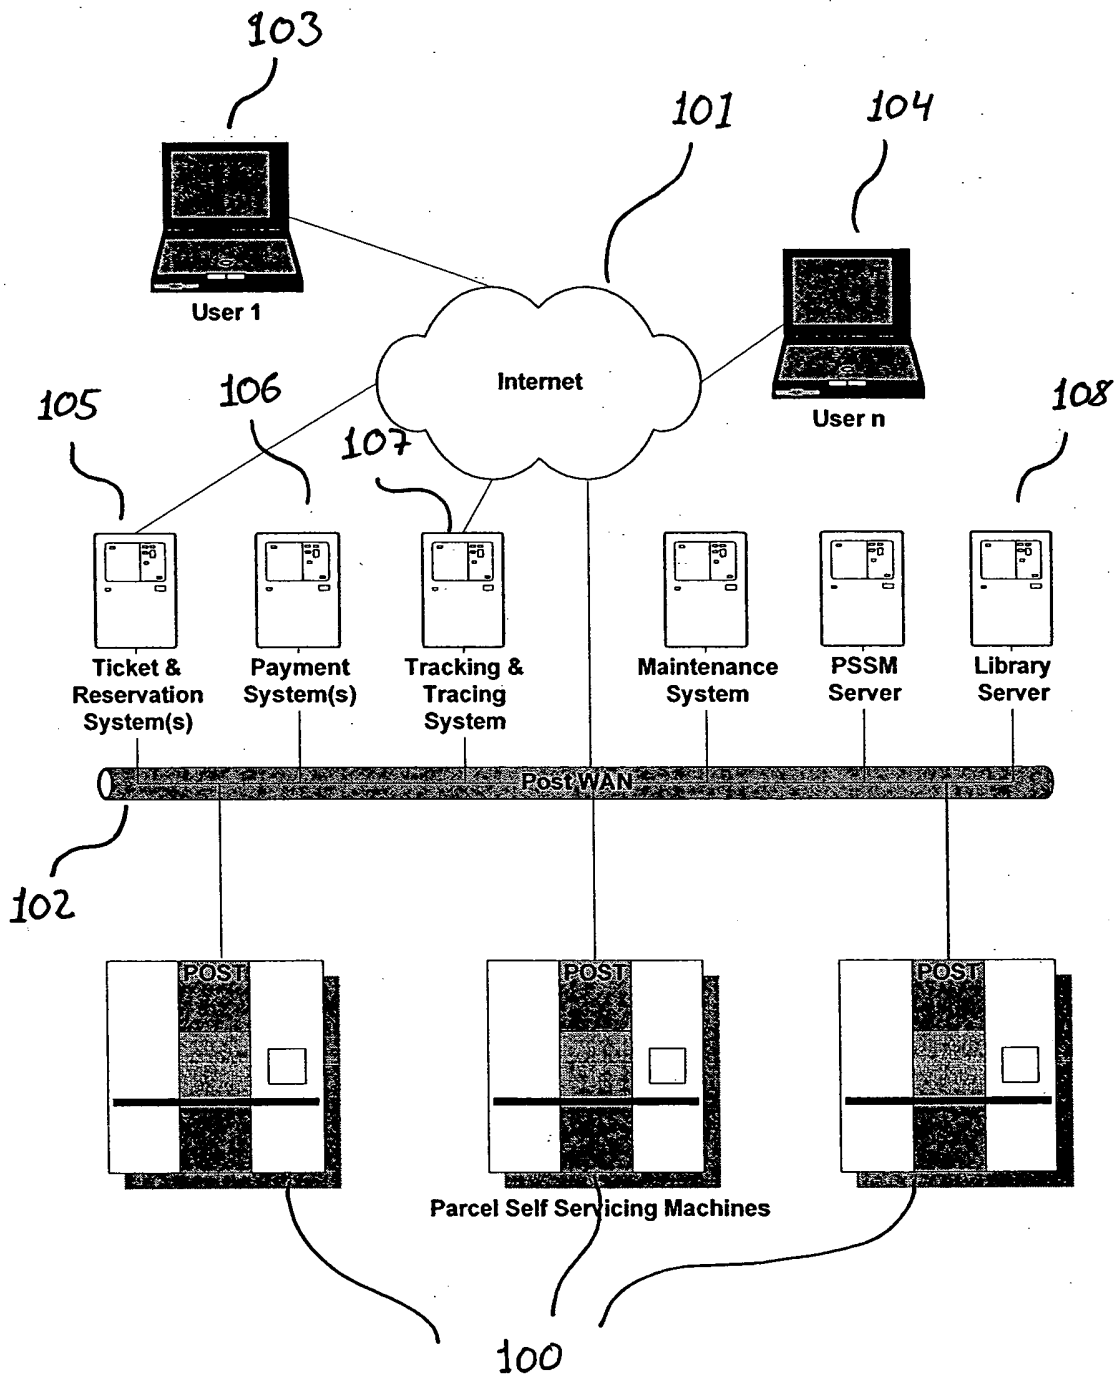 103
101
104
User 1
Internet
User n
105
106
107
108
Ticket &
Reservation
System(s)
Payment
System(s)
Tracking &
Tracing
System
Maintenance
System
PSSM
Server
Library
Server
Post WAN
102
POST
POST
POST
Parcel Self Servicing Machines
100